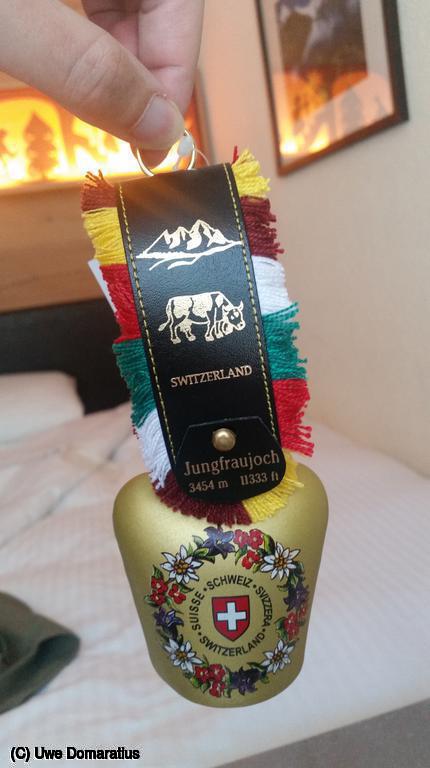 SWITZERLAND
Jungfraujoch
3454 m 11333 ft
SUISSE • SCHWEIZ • SVIZZERA
• SWITZERLAND •
(C) Uwe Domaratius